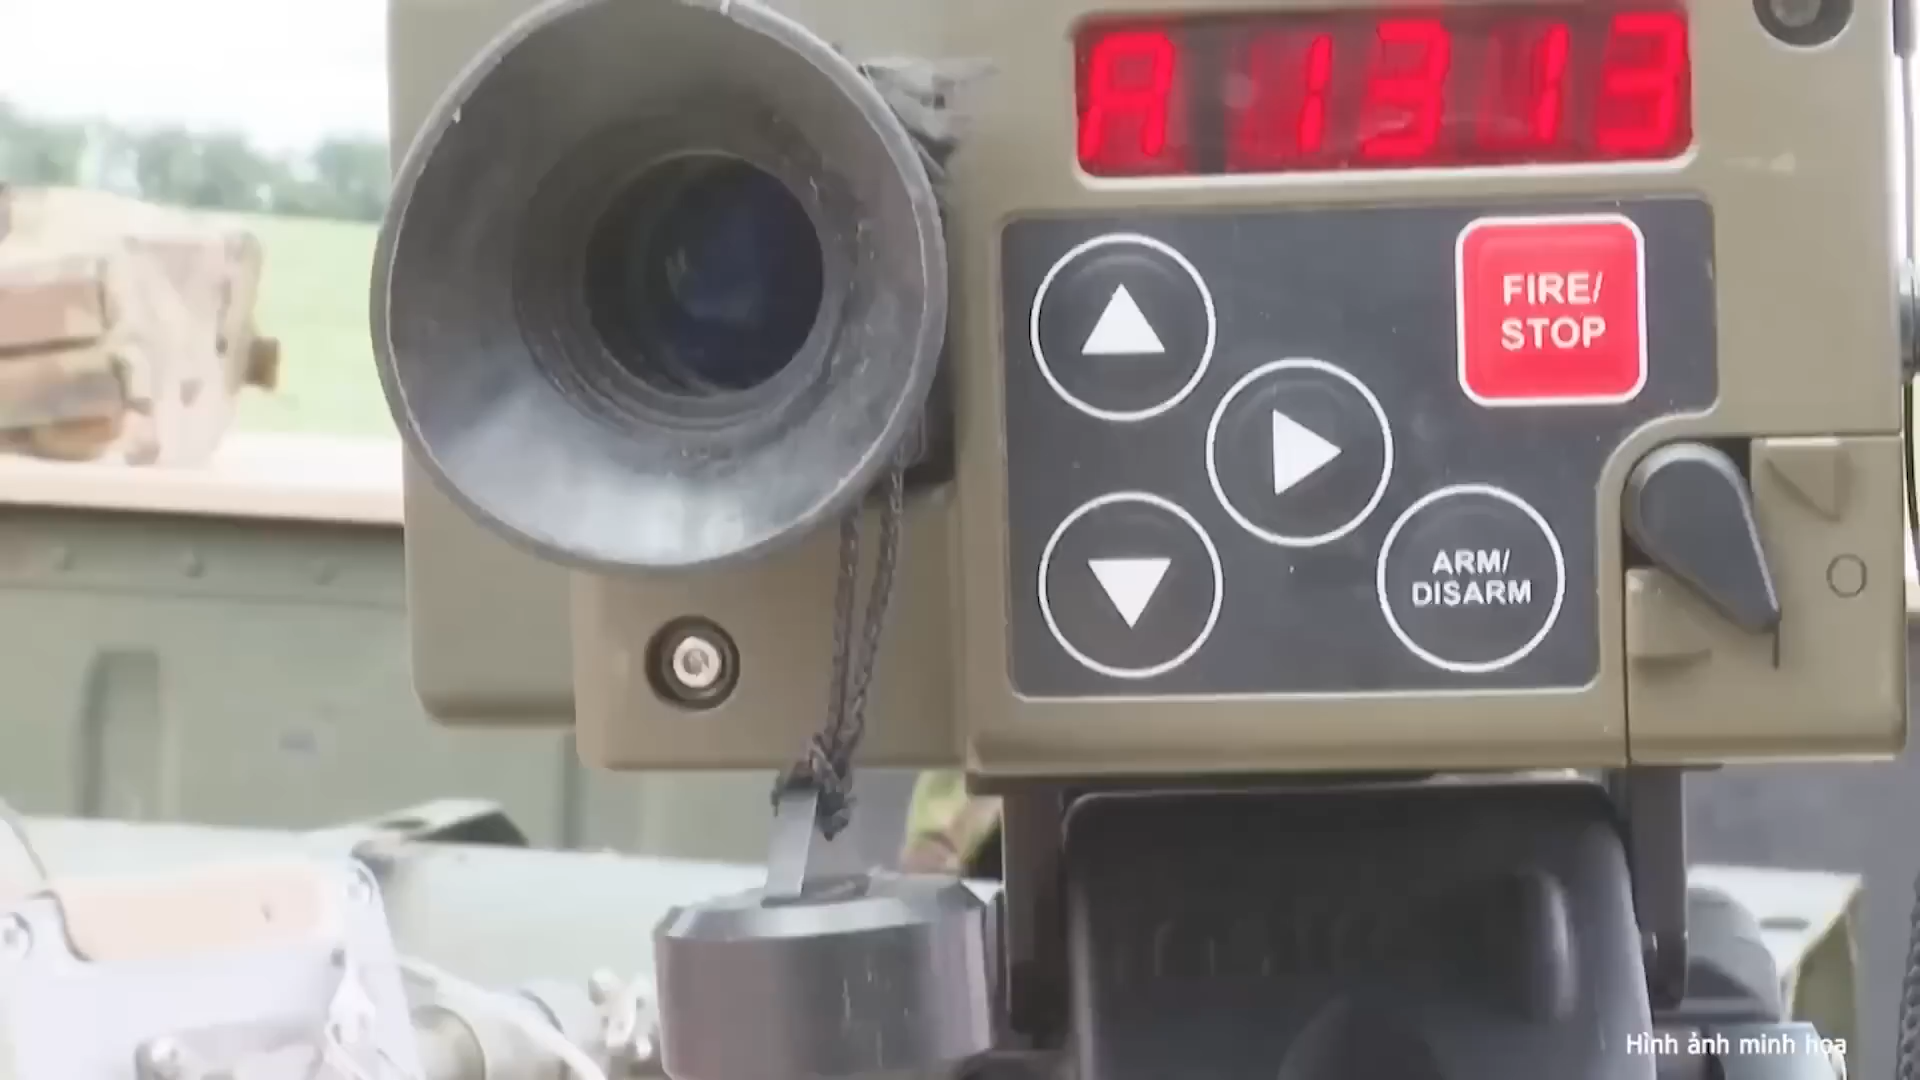 A 1313
FIRE/
STOP
ARM/
DISARM
O
Hình ảnh minh họa